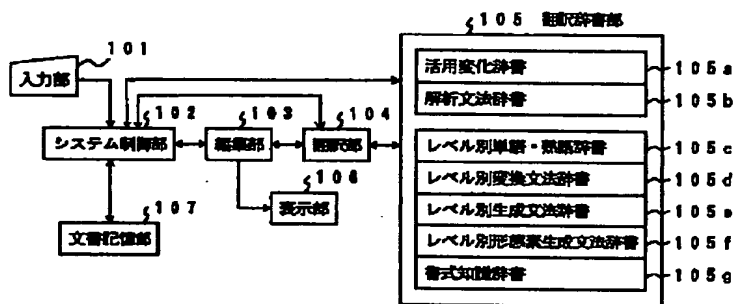 105 翻訳辞書部
101
入力部
活用変化辞書 105a
解析文法辞書 105b
102 103 104
システム制御部 編集部 翻訳部
レベル別単語・熟語辞書 105c
レベル別変換文法辞書 105d
106
表示部
レベル別生成文法辞書 105e
107
文書記憶部
レベル別形態素生成文法辞書 105f
書式知識辞書 105g